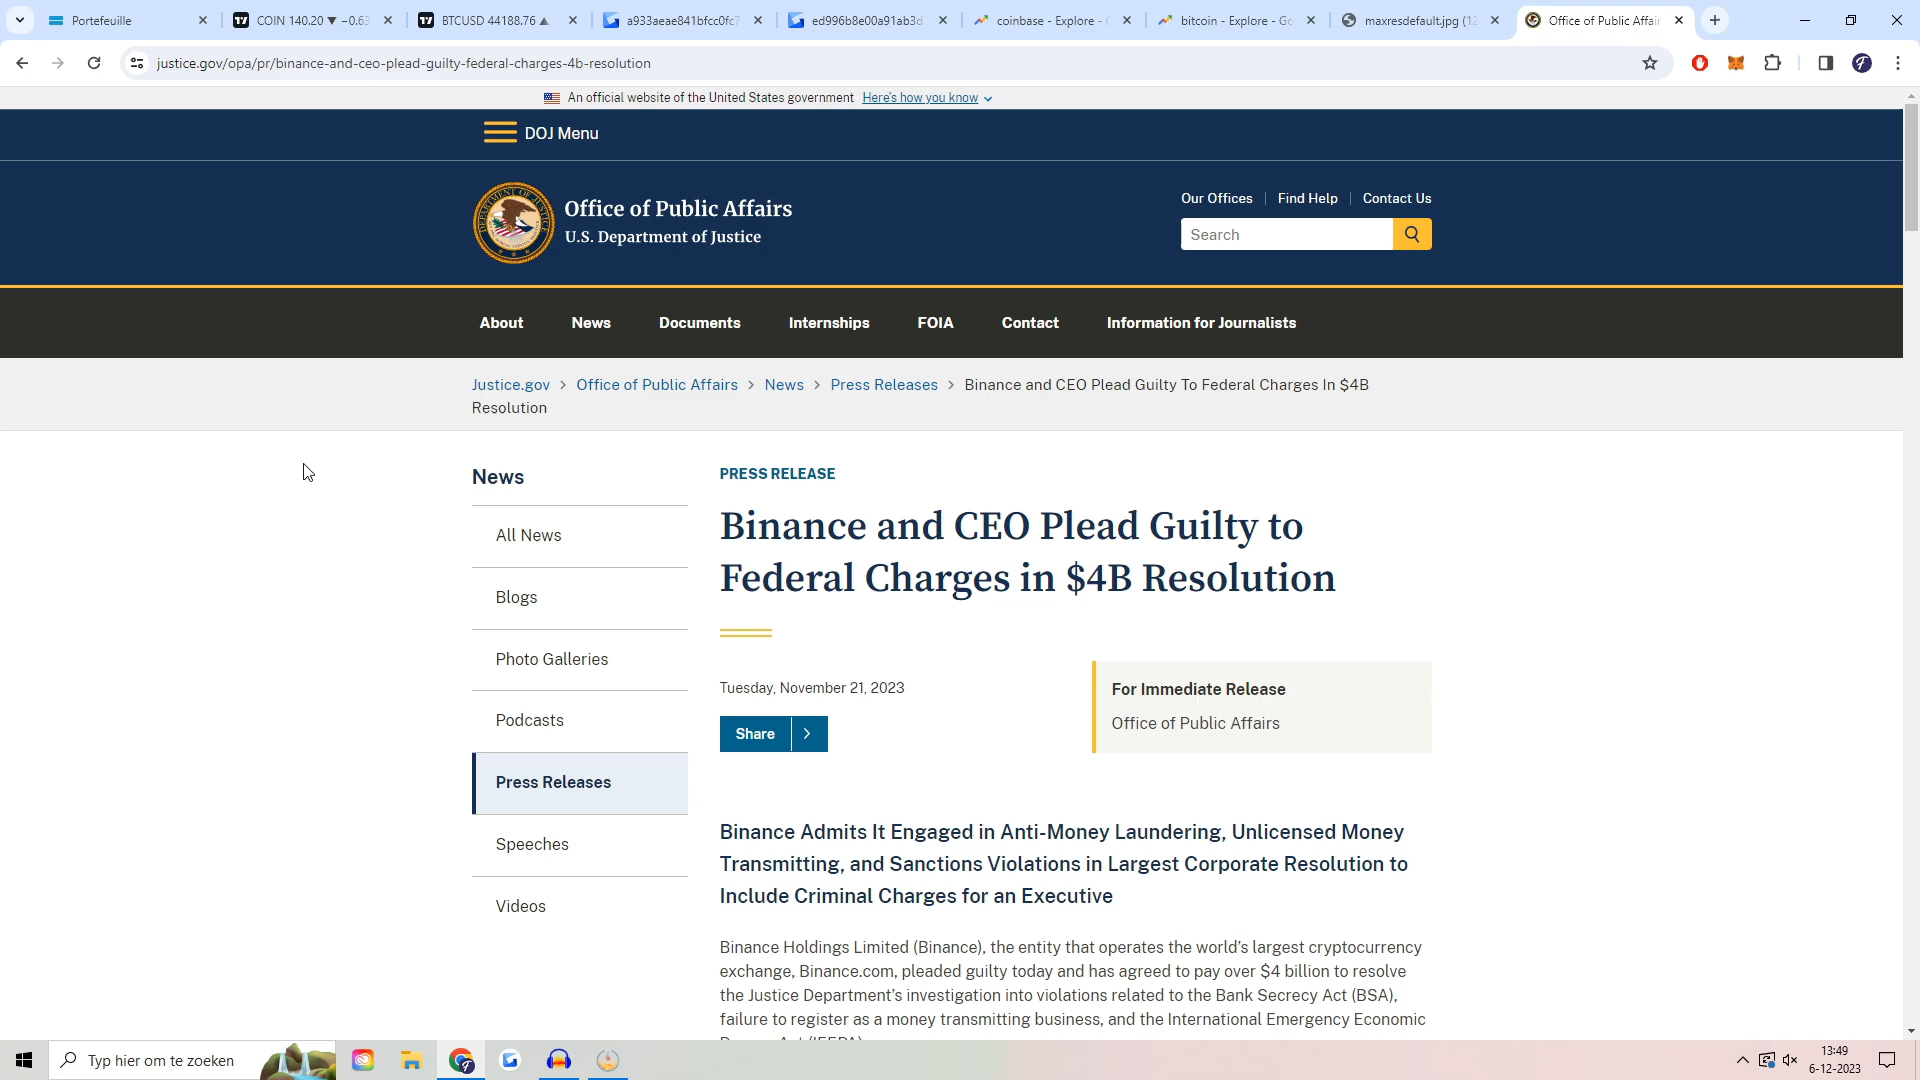 Portefeuille
COIN 140.20 ▼ −0.63
BTCUSD 44188.76 ▲
a933aeae841bfcc0fc7
ed996b8e00a91ab3d
coinbase - Explore - G
bitcoin - Explore - Go
maxresdefault.jpg (12
Office of Public Affair
justice.gov/opa/pr/binance-and-ceo-plead-guilty-federal-charges-4b-resolution
An official website of the United States government Here's how you know
DOJ Menu
Office of Public Affairs
U.S. Department of Justice
Our Offices
Find Help
Contact Us
Search
About
News
Documents
Internships
FOIA
Contact
Information for Journalists
Justice.gov > Office of Public Affairs > News > Press Releases > Binance and CEO Plead Guilty To Federal Charges In $4B
Resolution
News
All News
Blogs
Photo Galleries
Podcasts
Press Releases
Speeches
Videos
PRESS RELEASE
Binance and CEO Plead Guilty to
Federal Charges in $4B Resolution
Tuesday, November 21, 2023
Share
For Immediate Release
Office of Public Affairs
Binance Admits It Engaged in Anti-Money Laundering, Unlicensed Money
Transmitting, and Sanctions Violations in Largest Corporate Resolution to
Include Criminal Charges for an Executive
Binance Holdings Limited (Binance), the entity that operates the world's largest cryptocurrency
exchange, Binance.com, pleaded guilty today and has agreed to pay over $4 billion to resolve
the Justice Department's investigation into violations related to the Bank Secrecy Act (BSA),
failure to register as a money transmitting business, and the International Emergency Economic
Typ hier om te zoeken
13:49
6-12-2023